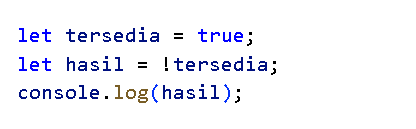 let tersedia = true;
let hasil = !tersedia;
console.log(hasil);